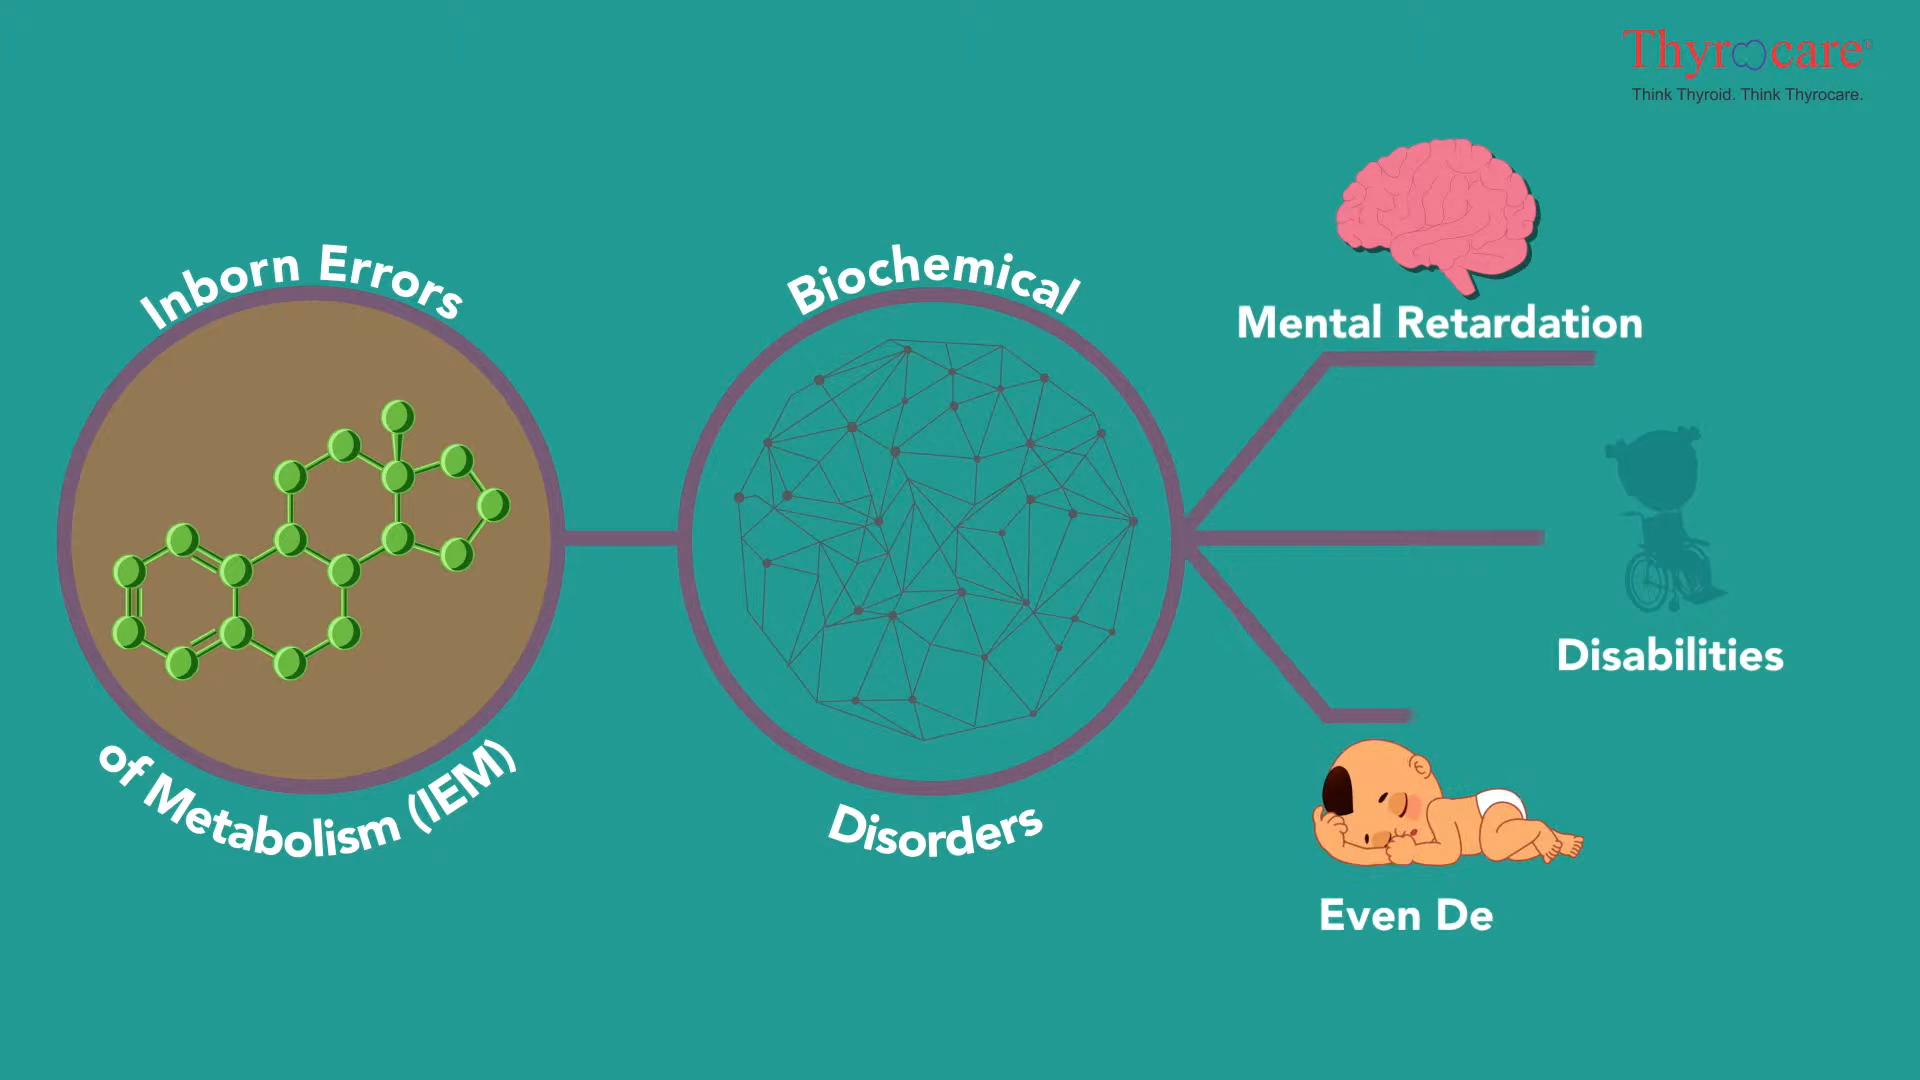 Thyrocare
Think Thyroid. Think Thyrocare.
Inborn Errors
of Metabolism (IEM)
Biochemical
Disorders
Mental Retardation
Disabilities
Even De